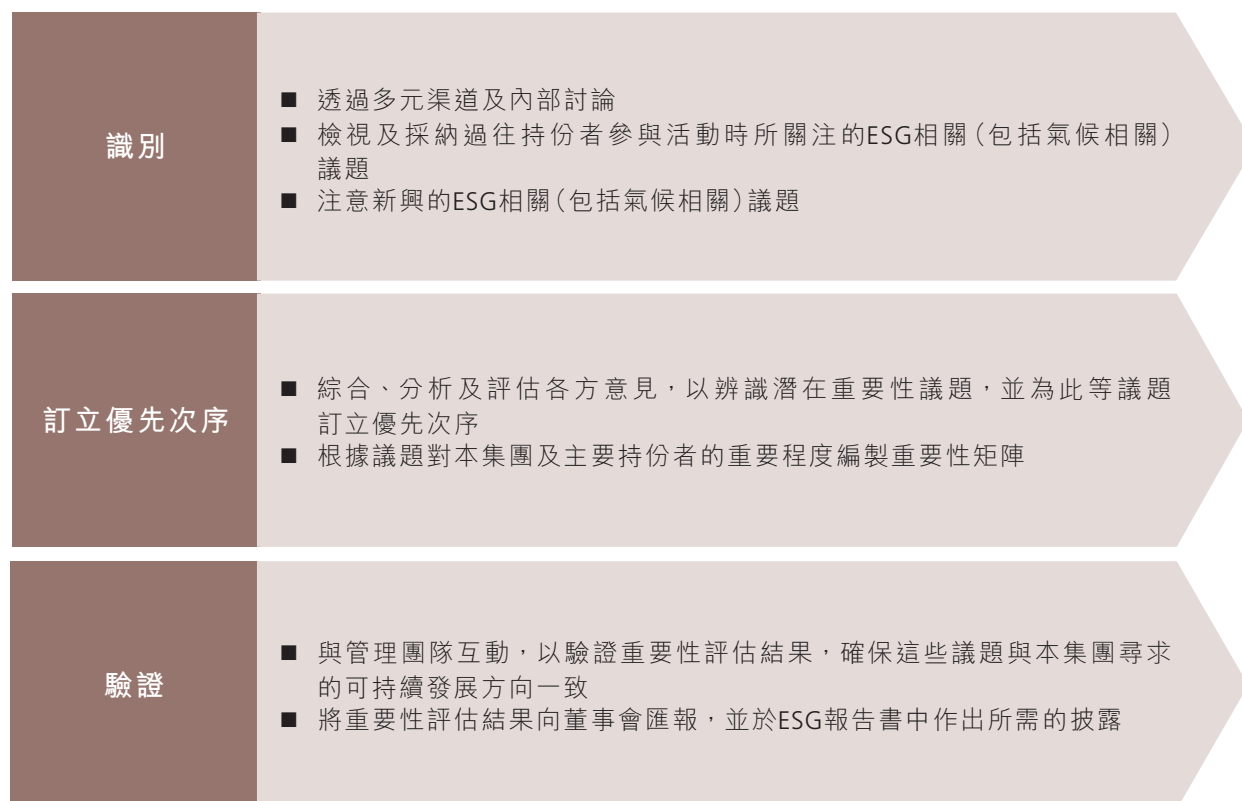 識別
■ 透過多元渠道及內部討論
■ 檢視及採納過往持份者參與活動時所關注的ESG相關(包括氣候相關)
議題
■ 注意新興的ESG相關(包括氣候相關)議題
訂立優先次序
■ 綜合、分析及評估各方意見,以辨識潛在重要性議題,並為此等議題
訂立優先次序
■ 根據議題對本集團及主要持份者的重要程度編製重要性矩陣
驗證
■ 與管理團隊互動,以驗證重要性評估結果,確保這些議題與本集團尋求
的可持續發展方向一致
■ 將重要性評估結果向董事會匯報,並於ESG報告書中作出所需的披露